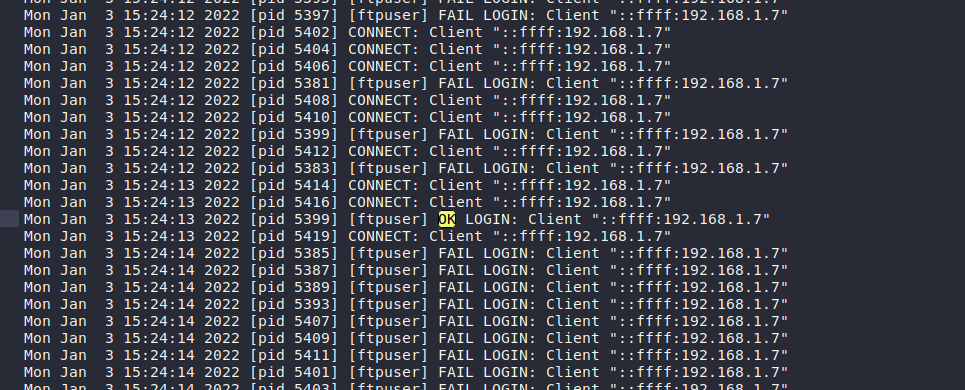 Mon Jan  3 15:24:12 2022 [pid 5395] CONNECT: Client "::ffff:192.168.1.7"
Mon Jan  3 15:24:12 2022 [pid 5397] [ftpuser] FAIL LOGIN: Client "::ffff:192.168.1.7"
Mon Jan  3 15:24:12 2022 [pid 5402] CONNECT: Client "::ffff:192.168.1.7"
Mon Jan  3 15:24:12 2022 [pid 5404] CONNECT: Client "::ffff:192.168.1.7"
Mon Jan  3 15:24:12 2022 [pid 5406] CONNECT: Client "::ffff:192.168.1.7"
Mon Jan  3 15:24:12 2022 [pid 5381] [ftpuser] FAIL LOGIN: Client "::ffff:192.168.1.7"
Mon Jan  3 15:24:12 2022 [pid 5408] CONNECT: Client "::ffff:192.168.1.7"
Mon Jan  3 15:24:12 2022 [pid 5410] CONNECT: Client "::ffff:192.168.1.7"
Mon Jan  3 15:24:12 2022 [pid 5399] [ftpuser] FAIL LOGIN: Client "::ffff:192.168.1.7"
Mon Jan  3 15:24:12 2022 [pid 5412] CONNECT: Client "::ffff:192.168.1.7"
Mon Jan  3 15:24:12 2022 [pid 5383] [ftpuser] FAIL LOGIN: Client "::ffff:192.168.1.7"
Mon Jan  3 15:24:13 2022 [pid 5414] CONNECT: Client "::ffff:192.168.1.7"
Mon Jan  3 15:24:13 2022 [pid 5416] CONNECT: Client "::ffff:192.168.1.7"
Mon Jan  3 15:24:13 2022 [pid 5399] [ftpuser] OK LOGIN: Client "::ffff:192.168.1.7"
Mon Jan  3 15:24:13 2022 [pid 5419] CONNECT: Client "::ffff:192.168.1.7"
Mon Jan  3 15:24:14 2022 [pid 5385] [ftpuser] FAIL LOGIN: Client "::ffff:192.168.1.7"
Mon Jan  3 15:24:14 2022 [pid 5387] [ftpuser] FAIL LOGIN: Client "::ffff:192.168.1.7"
Mon Jan  3 15:24:14 2022 [pid 5389] [ftpuser] FAIL LOGIN: Client "::ffff:192.168.1.7"
Mon Jan  3 15:24:14 2022 [pid 5393] [ftpuser] FAIL LOGIN: Client "::ffff:192.168.1.7"
Mon Jan  3 15:24:14 2022 [pid 5407] [ftpuser] FAIL LOGIN: Client "::ffff:192.168.1.7"
Mon Jan  3 15:24:14 2022 [pid 5409] [ftpuser] FAIL LOGIN: Client "::ffff:192.168.1.7"
Mon Jan  3 15:24:14 2022 [pid 5411] [ftpuser] FAIL LOGIN: Client "::ffff:192.168.1.7"
Mon Jan  3 15:24:14 2022 [pid 5401] [ftpuser] FAIL LOGIN: Client "::ffff:192.168.1.7"
Mon Jan  3 15:24:14 2022 [pid 5403] [ftpuser] FAIL LOGIN: Client "::ffff:192.168.1.7"